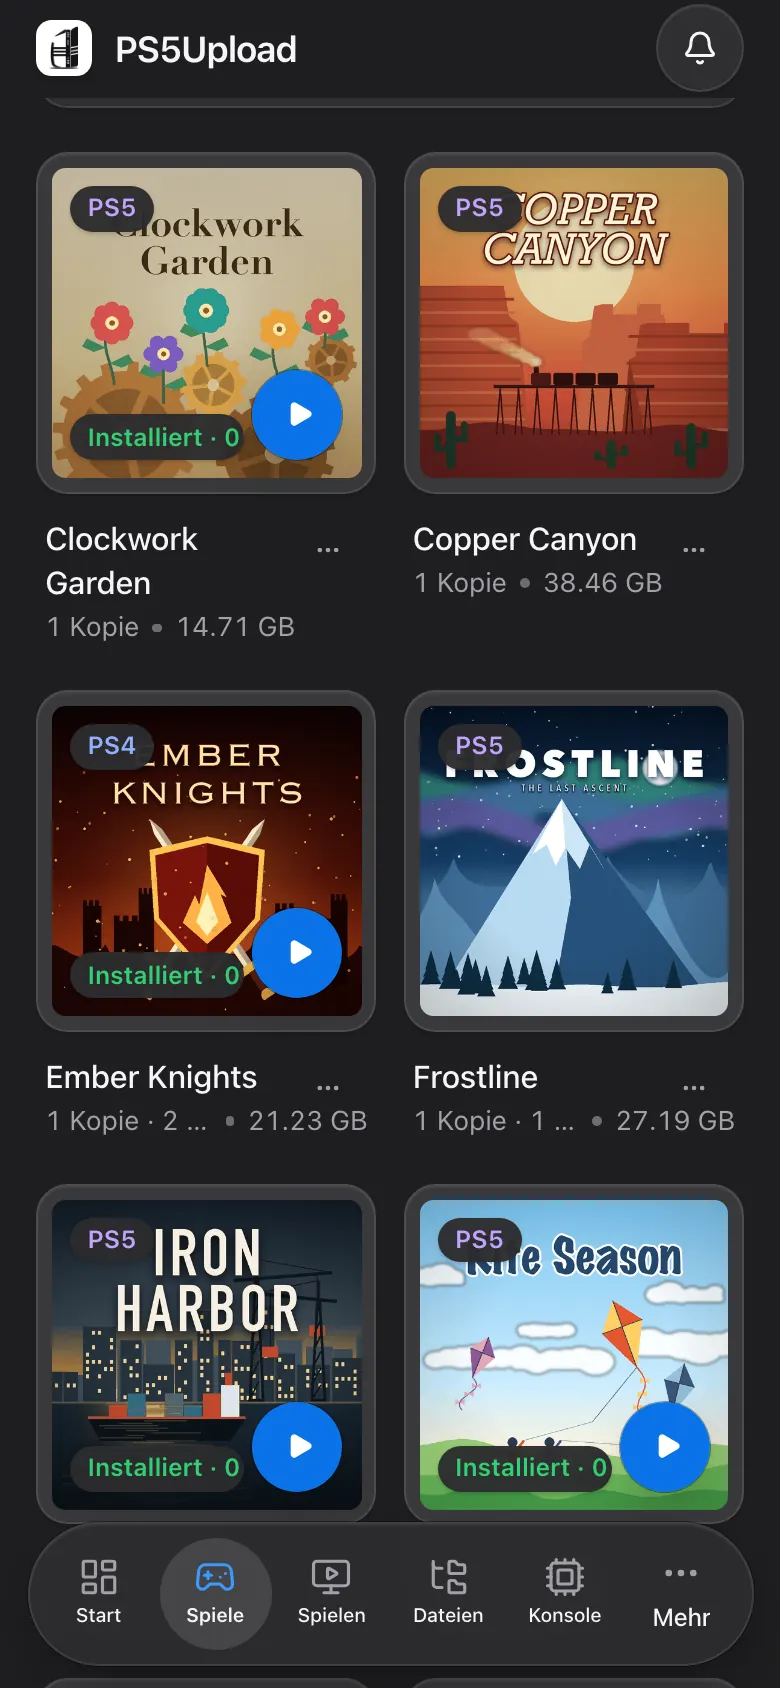 PS5Upload
PS5
Clockwork
Garden
Installiert · 0
PS5
COPPER
CANYON
Clockwork
Garden
...
1 Kopie • 14.71 GB
Copper Canyon
...
1 Kopie • 38.46 GB
PS4
EMBER
KNIGHTS
Installiert · 0
PS5
FROSTLINE
THE LAST ASCENT
Ember Knights
...
1 Kopie · 2 ... • 21.23 GB
Frostline
...
1 Kopie · 1 ... • 27.19 GB
PS5
IRON
HARBOR
Installiert · 0
PS5
Kite Season
Installiert · 0
Start
Spiele
Spielen
Dateien
Konsole
Mehr